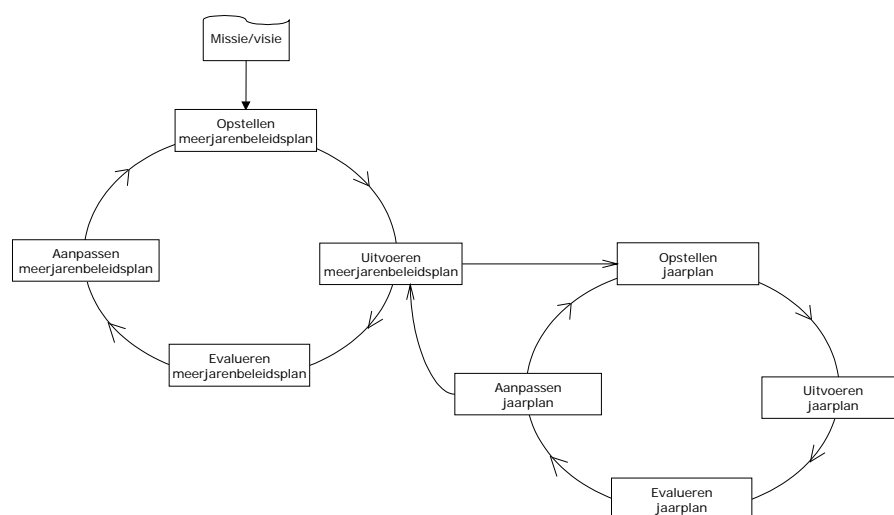 Missie/visie
Opstellen
meerjarenbeleidsplan
Aanpassen
meerjarenbeleidsplan
Uitvoeren
meerjarenbeleidsplan
Opstellen
jaarplan
Evalueren
meerjarenbeleidsplan
Aanpassen
jaarplan
Uitvoeren
jaarplan
Evalueren
jaarplan